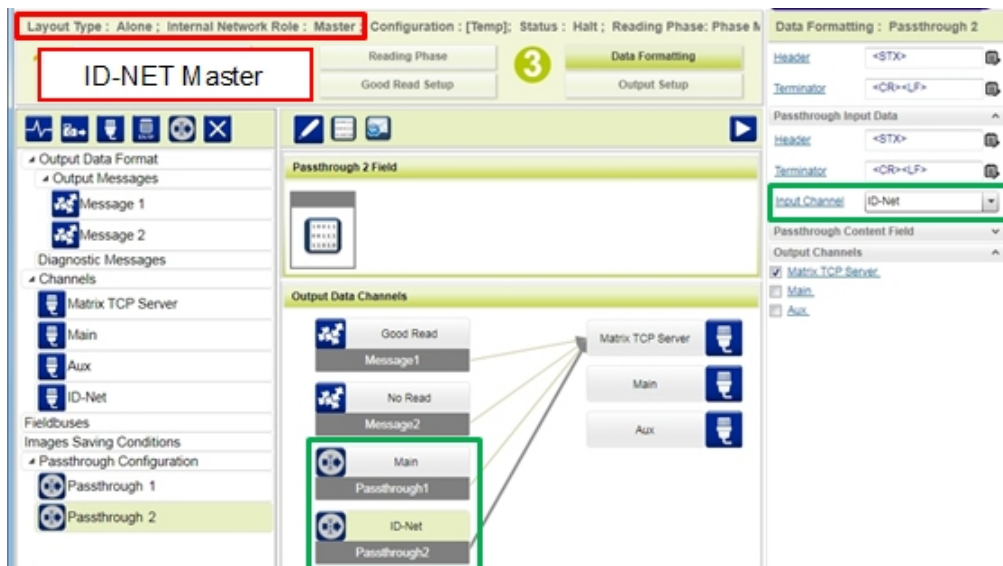 Layout Type : Alone ; Internal Network Role : Master ; Configuration : [Temp]; Status : Halt ; Reading Phase: Phase M
ID-NET Master
Reading Phase
Good Read Setup
3
Data Formatting
Output Setup
Output Data Format
Output Messages
Message 1
Message 2
Diagnostic Messages
Channels
Matrix TCP Server
Main
Aux
ID-Net
Fieldbuses
Images Saving Conditions
Passthrough Configuration
Passthrough 1
Passthrough 2
Passthrough 2 Field
Output Data Channels
Good Read
Message1
No Read
Message2
Main
Passthrough1
ID-Net
Passthrough2
Matrix TCP Server
Main
Aux
Data Formatting : Passthrough 2
Header <STX>
Terminator <CR><LF>
Passthrough Input Data
Header <STX>
Terminator <CR><LF>
Input Channel ID-Net
Passthrough Content Field
Output Channels
Matrix TCP Server
Main
Aux